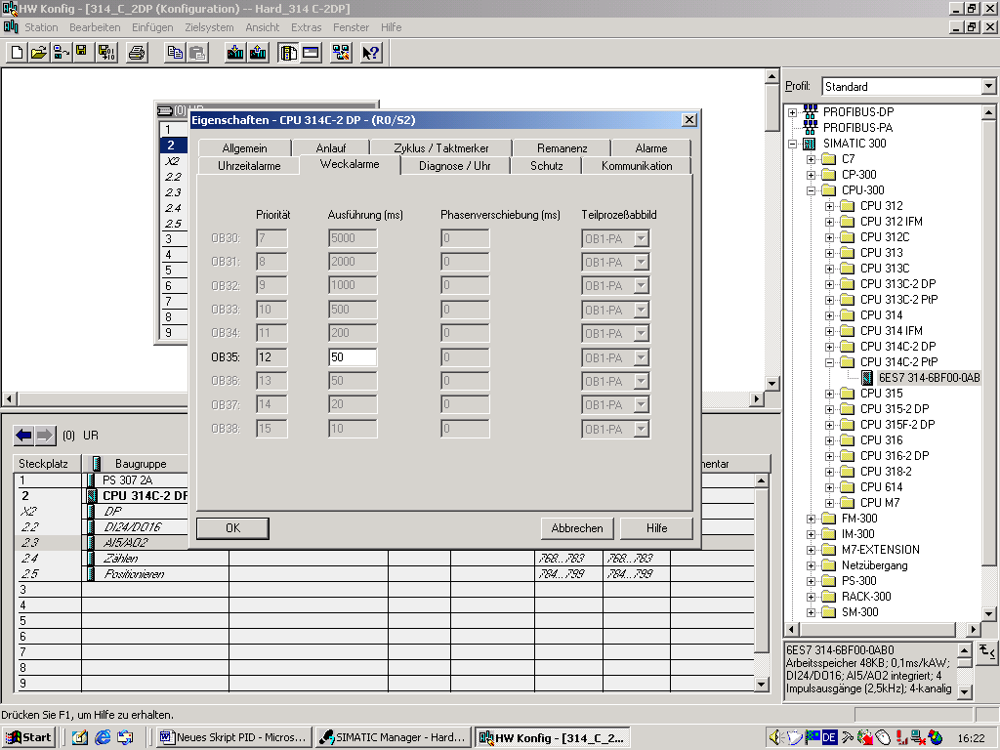 HW Konfig - [314_C_2DP (Konfiguration) -- Hard_314 C-2DP]
Station Bearbeiten Einfügen Zielsystem Ansicht Extras Fenster Hilfe
Profil: Standard
PROFIBUS-DP
PROFIBUS-PA
SIMATIC 300
C7
CP-300
CPU-300
CPU 312
CPU 312 IFM
CPU 312C
CPU 313
CPU 313C
CPU 313C-2 DP
CPU 313C-2 PtP
CPU 314
CPU 314 IFM
CPU 314C-2 DP
CPU 314C-2 PtP
6ES7 314-6BF00-0AB
CPU 315
CPU 315-2 DP
CPU 315F-2 DP
CPU 316
CPU 316-2 DP
CPU 318-2
CPU 614
CPU M7
FM-300
IM-300
M7-EXTENSION
Netzübergang
PS-300
RACK-300
SM-300
6ES7 314-6BF00-0AB0
Arbeitsspeicher 48KB; 0,1ms/kAW;
DI24/DO16; AI5/AO2 integriert; 4
Impulsausgänge (2,5kHz); 4-kanalig
(0) UR
1
2
X2
2.2
2.3
2.4
2.5
3
4
5
6
7
8
9
Eigenschaften - CPU 314C-2 DP - (R0/S2)
Allgemein Anlauf Zyklus / Taktmerker Remanenz Alarme
Uhrzeitalarme Weckalarme Diagnose / Uhr Schutz Kommunikation
Priorität Ausführung (ms) Phasenverschiebung (ms) Teilprozeßabbild
OB30: 7 5000 0 OB1-PA
OB31: 8 2000 0 OB1-PA
OB32: 9 1000 0 OB1-PA
OB33: 10 500 0 OB1-PA
OB34: 11 200 0 OB1-PA
OB35: 12 50 0 OB1-PA
OB36: 13 50 0 OB1-PA
OB37: 14 20 0 OB1-PA
OB38: 15 10 0 OB1-PA
OK Abbrechen Hilfe
(0) UR
Steckplatz Baugruppe mentar
1 PS 307 2A
2 CPU 314C-2 DP
X2 DP
2.2 DI24/DO16
2.3 AI5/AO2
2.4 Zählen 768...783 768...783
2.5 Positionieren 784...799 784...799
3
4
5
6
7
8
9
Drücken Sie F1, um Hilfe zu erhalten.
Start Neues Skript PID - Micros... SIMATIC Manager - Hard... HW Konfig - [314_C_2... DE 16:22